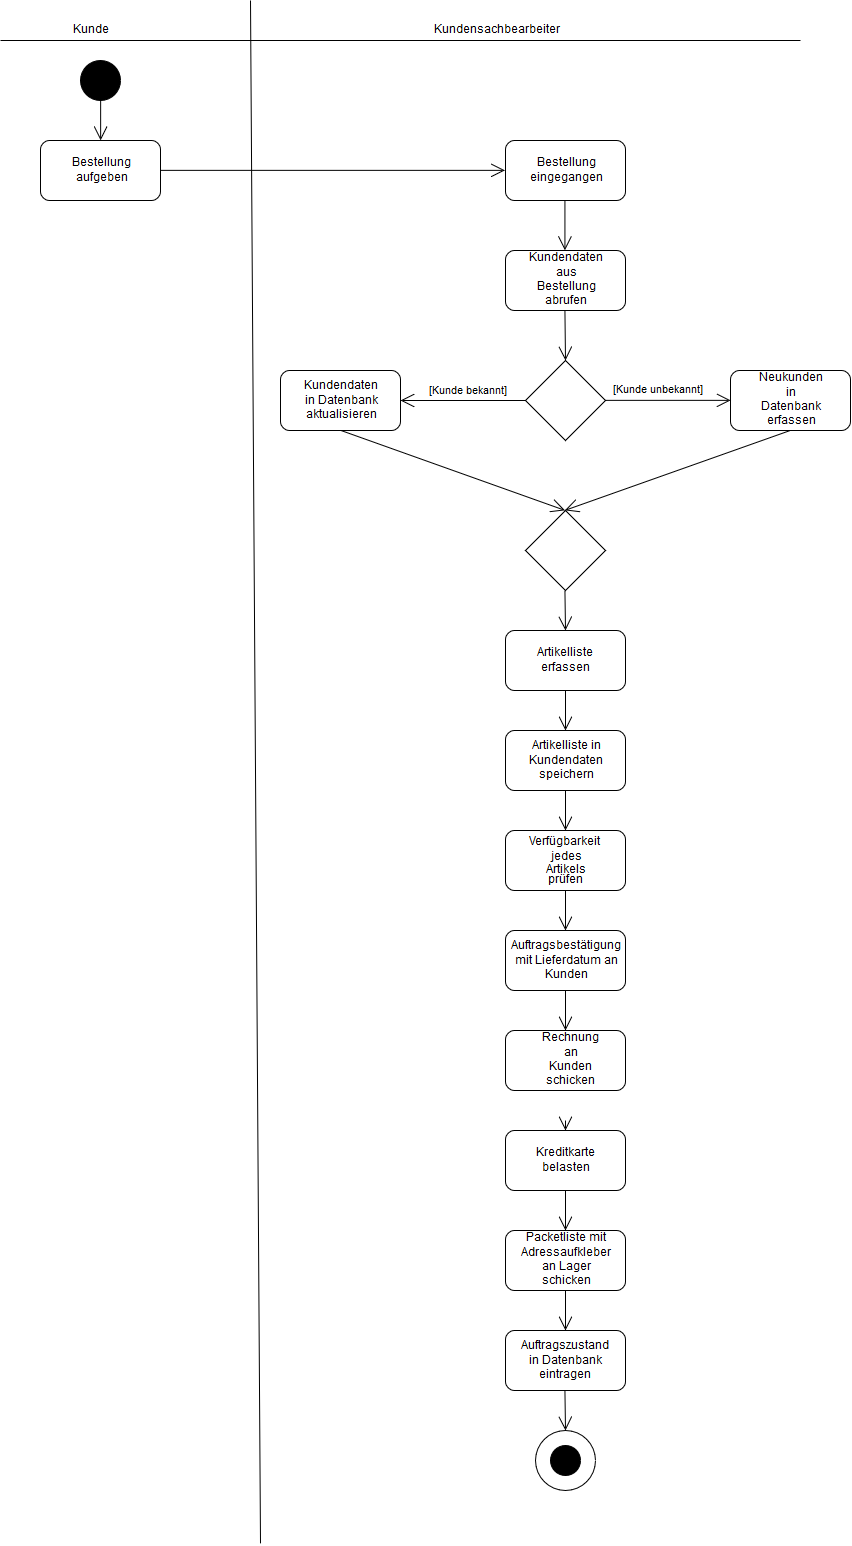 Kunde
Kundensachbearbeiter
Bestellung
aufgeben
Bestellung
eingegangen
Kundendaten
aus
Bestellung
abrufen
Kundendaten
in Datenbank
aktualisieren
[Kunde bekannt]
[Kunde unbekannt]
Neukunden
in
Datenbank
erfassen
Artikelliste
erfassen
Artikelliste in
Kundendaten
speichern
Verfügbarkeit
jedes
Artikels
prüfen
Auftragsbestätigung
mit Lieferdatum an
Kunden
Rechnung
an
Kunden
schicken
Kreditkarte
belasten
Packetliste mit
Adressaufkleber
an Lager
schicken
Auftragszustand
in Datenbank
eintragen